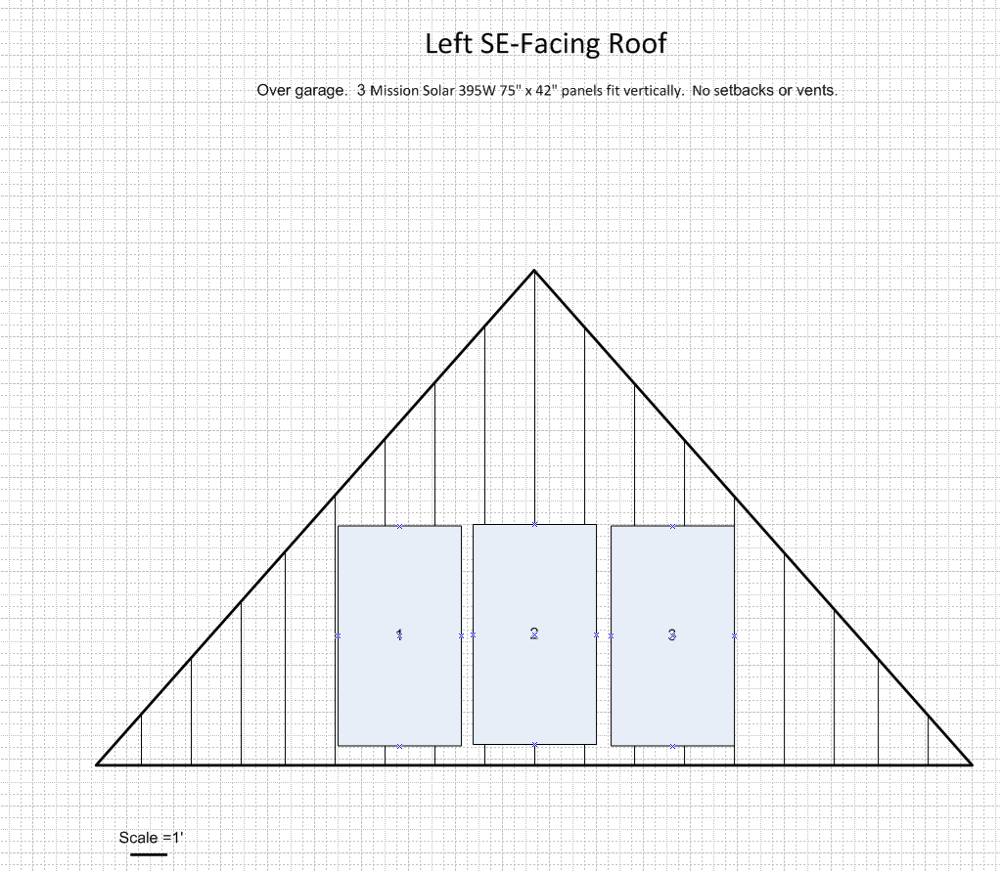 Left SE-Facing Roof
Over garage.  3 Mission Solar 395W 75" x 42" panels fit vertically.  No setbacks or vents.
1 2 3
Scale =1'